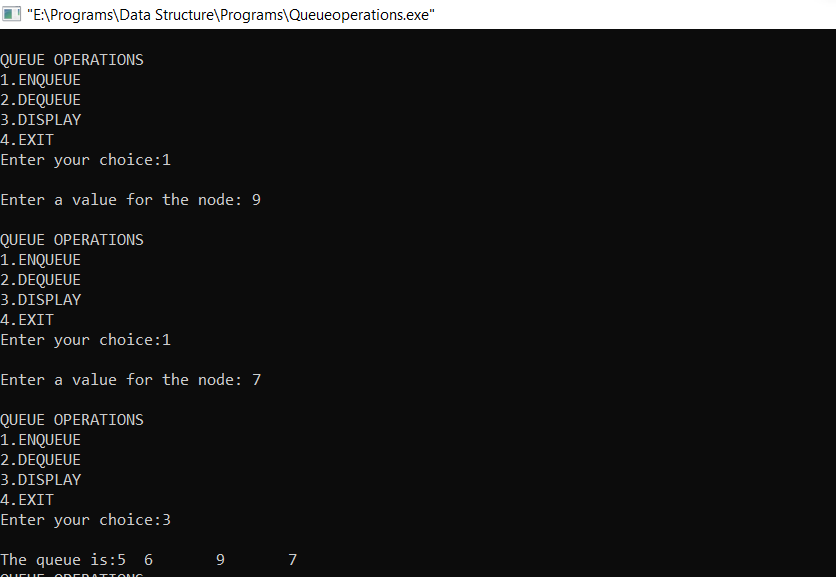 "E:\Programs\Data Structure\Programs\Queueoperations.exe"
QUEUE OPERATIONS
1.ENQUEUE
2.DEQUEUE
3.DISPLAY
4.EXIT
Enter your choice:1
Enter a value for the node: 9
QUEUE OPERATIONS
1.ENQUEUE
2.DEQUEUE
3.DISPLAY
4.EXIT
Enter your choice:1
Enter a value for the node: 7
QUEUE OPERATIONS
1.ENQUEUE
2.DEQUEUE
3.DISPLAY
4.EXIT
Enter your choice:3
The queue is:5  6       9       7
QUEUE OPERATIONS